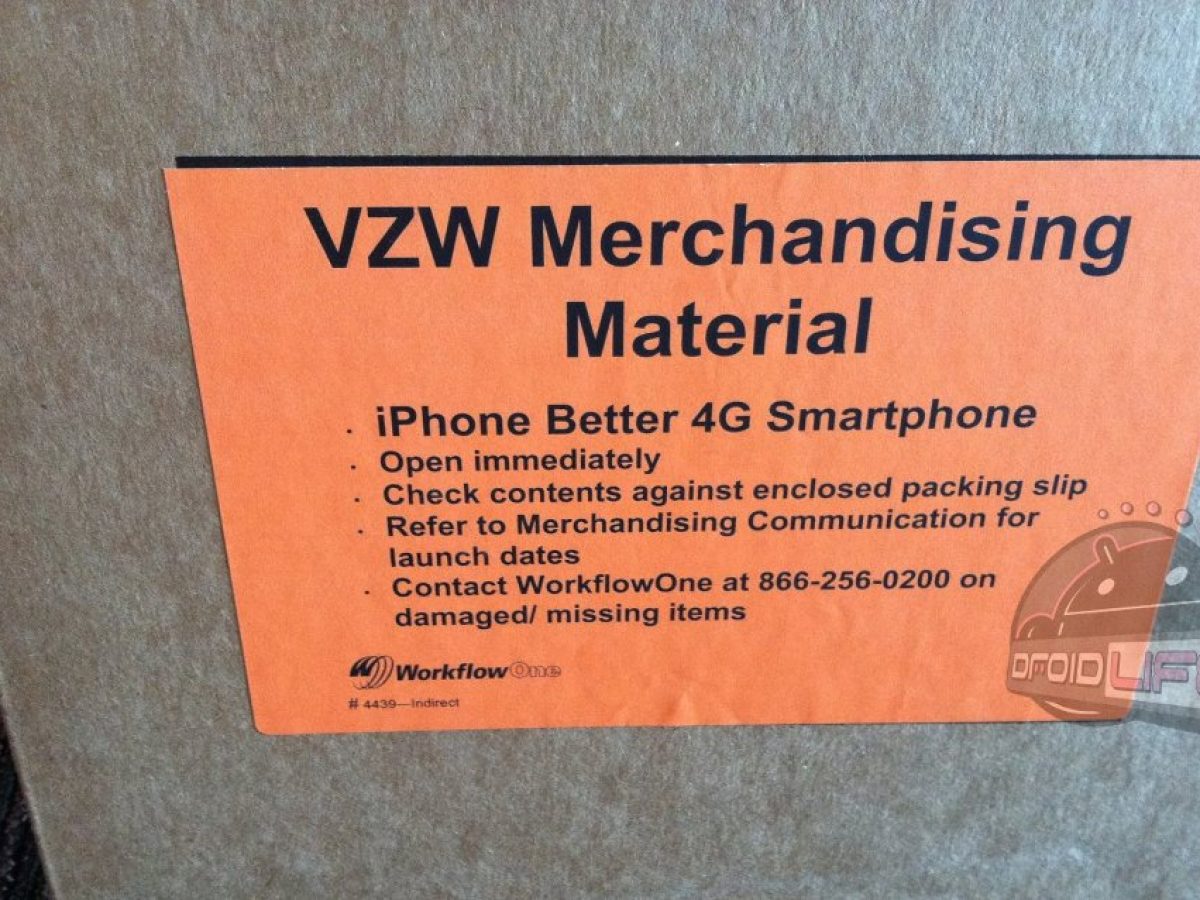 VZW Merchandising
Material
. iPhone Better 4G Smartphone
. Open immediately
. Check contents against enclosed packing slip
. Refer to Merchandising Communication for
launch dates
. Contact WorkflowOne at 866-256-0200 on
damaged/ missing items
WorkflowOne
# 4439—Indirect
DROID LIFE